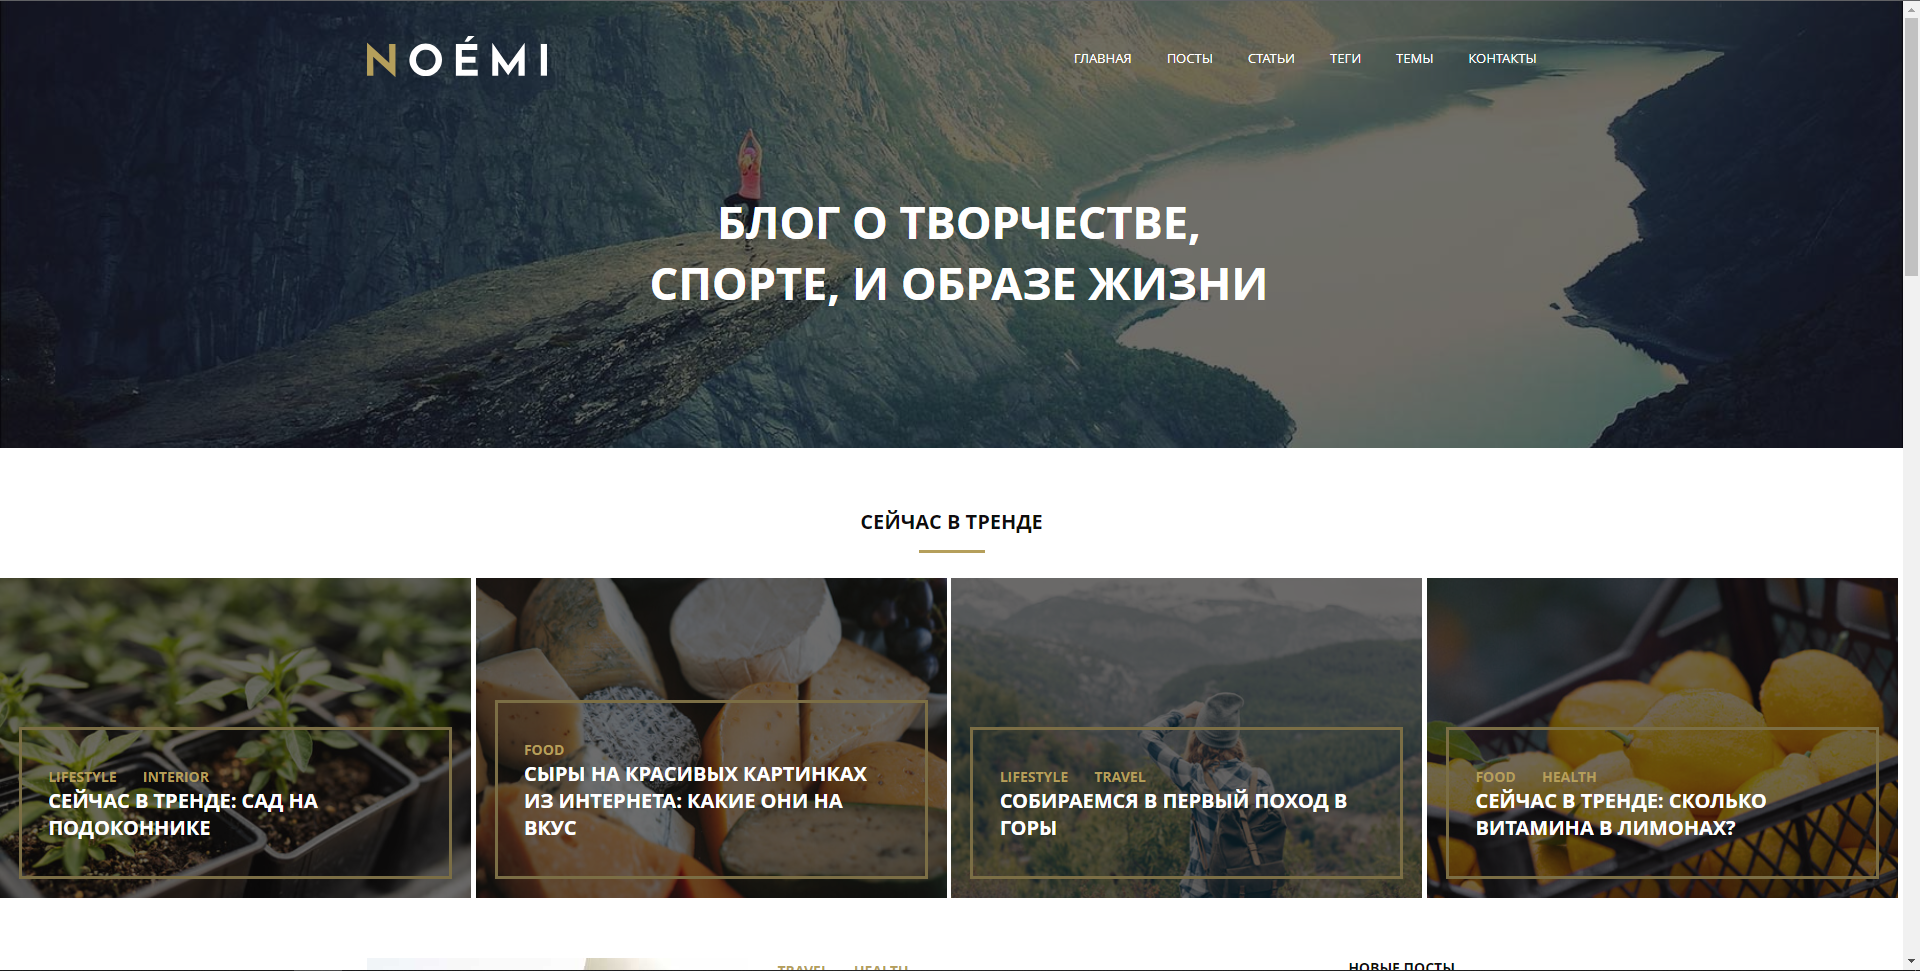 NOÉMI
ГЛАВНАЯ ПОСТЫ СТАТЬИ ТЕГИ ТЕМЫ КОНТАКТЫ
БЛОГ О ТВОРЧЕСТВЕ,
СПОРТЕ, И ОБРАЗЕ ЖИЗНИ
СЕЙЧАС В ТРЕНДЕ
LIFESTYLE INTERIOR
СЕЙЧАС В ТРЕНДЕ: САД НА
ПОДОКОННИКЕ
FOOD
СЫРЫ НА КРАСИВЫХ КАРТИНКАХ
ИЗ ИНТЕРНЕТА: КАКИЕ ОНИ НА
ВКУС
LIFESTYLE TRAVEL
СОБИРАЕМСЯ В ПЕРВЫЙ ПОХОД В
ГОРЫ
FOOD HEALTH
СЕЙЧАС В ТРЕНДЕ: СКОЛЬКО
ВИТАМИНА В ЛИМОНАХ?
TRAVEL HEALTH
НОВЫЕ ПОСТЫ